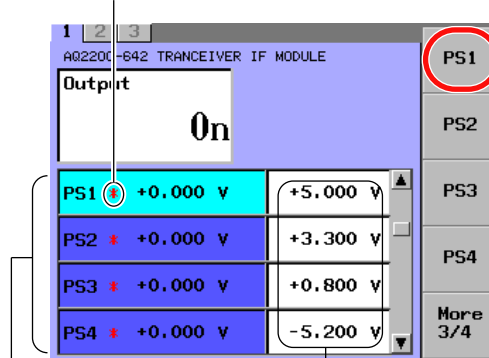 1 2 3
AQ2200-642 TRANCEIVER IF MODULE
Output
On
PS1 * +0.000 V +5.000 V
PS2 * +0.000 V +3.300 V
PS3 * +0.000 V +0.800 V
PS4 * +0.000 V -5.200 V
PS1
PS2
PS3
PS4
More
3/4